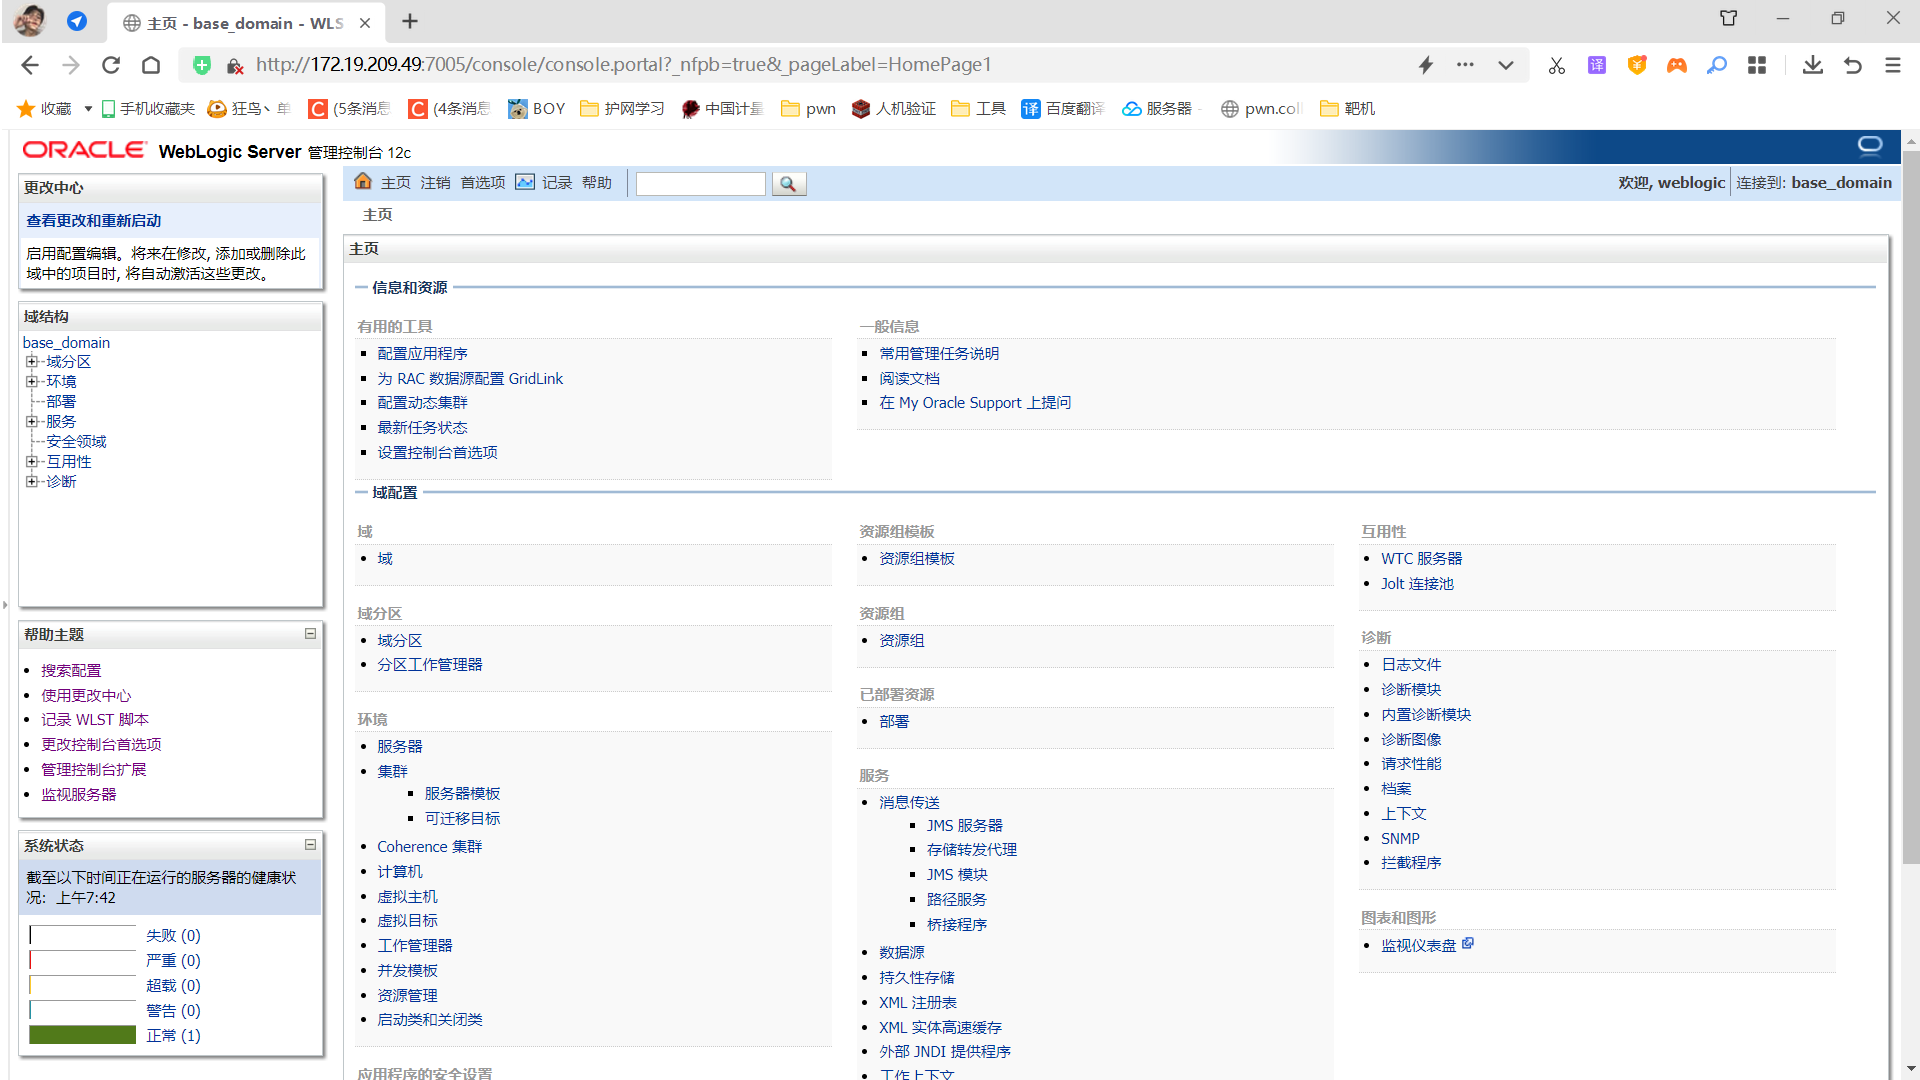 主页 - base_domain - WLS
http://172.19.209.49:7005/console/console.portal?_nfpb=true&_pageLabel=HomePage1
收藏 手机收藏夹 狂鸟丶单 (5条消息 (4条消息 BOY 护网学习 中国计量 pwn 人机验证 工具 百度翻译 服务器 - pwn.coll 靶机
ORACLE WebLogic Server 管理控制台 12c
更改中心
查看更改和重新启动
启用配置编辑。将来在修改, 添加或删除此
域中的项目时, 将自动激活这些更改。
域结构
base_domain
域分区
环境
部署
服务
安全领域
互用性
诊断
帮助主题
搜索配置
使用更改中心
记录 WLST 脚本
更改控制台首选项
管理控制台扩展
监视服务器
系统状态
截至以下时间正在运行的服务器的健康状
况: 上午7:42
失败 (0)
严重 (0)
超载 (0)
警告 (0)
正常 (1)
主页 注销 首选项 记录 帮助
欢迎, weblogic 连接到: base_domain
主页
主页
信息和资源
有用的工具
配置应用程序
为 RAC 数据源配置 GridLink
配置动态集群
最新任务状态
设置控制台首选项
一般信息
常用管理任务说明
阅读文档
在 My Oracle Support 上提问
域配置
域
域
域分区
域分区
分区工作管理器
环境
服务器
集群
服务器模板
可迁移目标
Coherence 集群
计算机
虚拟主机
虚拟目标
工作管理器
并发模板
资源管理
启动类和关闭类
应用程序的安全设置
资源组模板
资源组模板
资源组
资源组
已部署资源
部署
服务
消息传送
JMS 服务器
存储转发代理
JMS 模块
路径服务
桥接程序
数据源
持久性存储
XML 注册表
XML 实体高速缓存
外部 JNDI 提供程序
工作上下文
互用性
WTC 服务器
Jolt 连接池
诊断
日志文件
诊断模块
内置诊断模块
诊断图像
请求性能
档案
上下文
SNMP
拦截程序
图表和图形
监视仪表盘